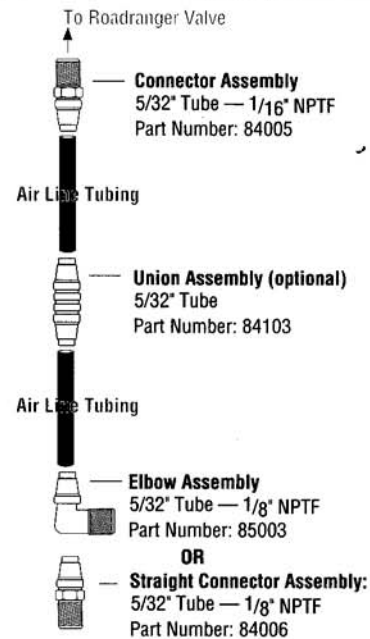 To Roadranger Valve
Connector Assembly
5/32" Tube — 1/16" NPTF
Part Number: 84005
Air Line Tubing
Union Assembly (optional)
5/32" Tube
Part Number: 84103
Air Line Tubing
Elbow Assembly
5/32" Tube — 1/8" NPTF
Part Number: 85003
OR
Straight Connector Assembly:
5/32" Tube — 1/8" NPTF
Part Number: 84006